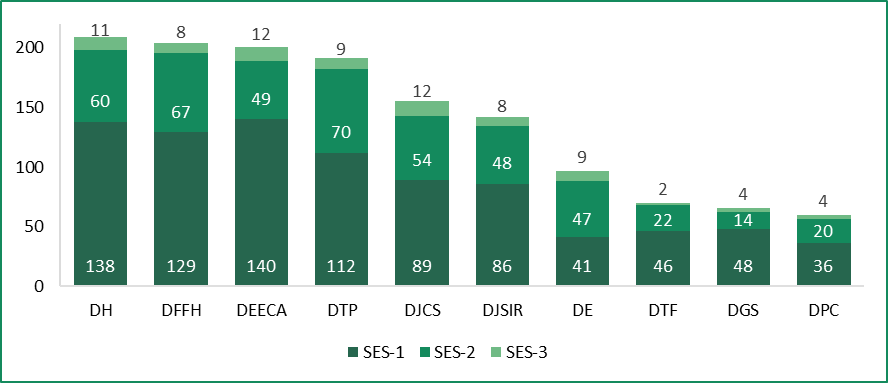 200
150
100
50
0
11 8 12 9 12 8 9 2 4 4
60 67 49 70 54 48 47 22 14 20
138 129 140 112 89 86 41 46 48 36
DH DFFH DEECA DTP DJCS DJSIR DE DTF DGS DPC
SES-1 SES-2 SES-3